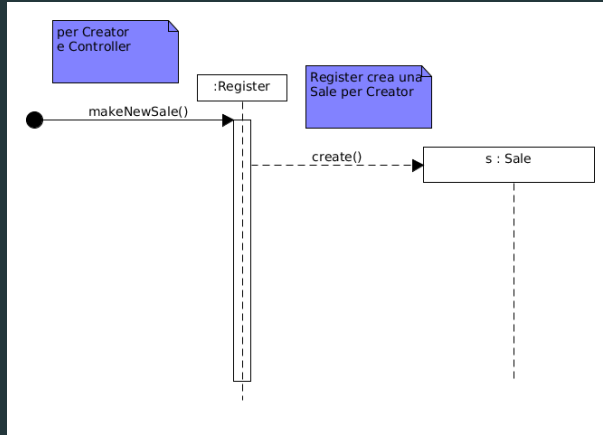 per Creator
e Controller
:Register
Register crea una
Sale per Creator
makeNewSale()
create()
s : Sale